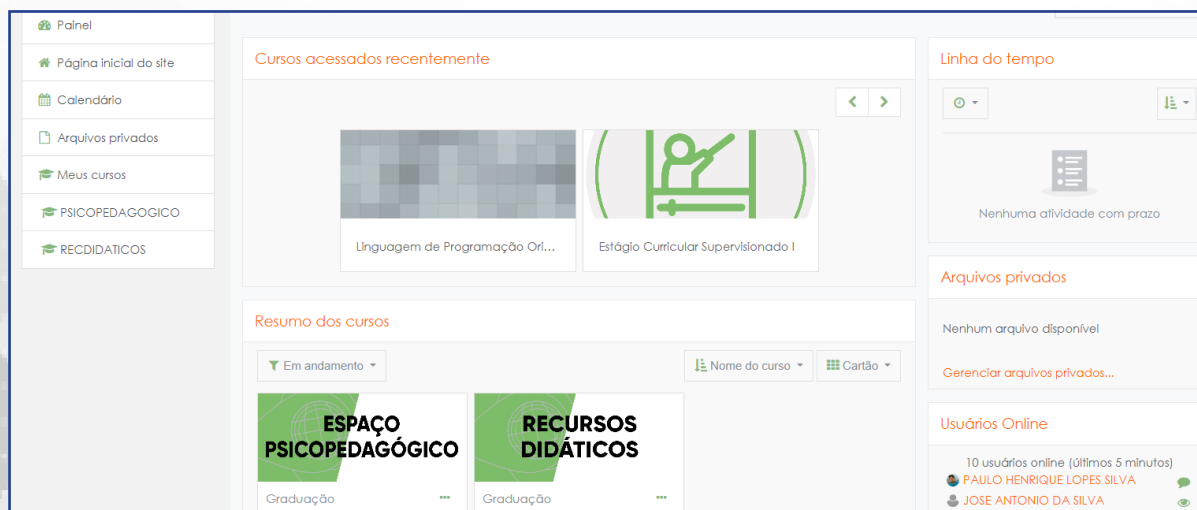 Painel
Página inicial do site
Calendário
Arquivos privados
Meus cursos
PSICOPEDAGOGICO
RECDIDATICOS
Cursos acessados recentemente
Linguagem de Programação Ori...
Estágio Curricular Supervisionado I
Resumo dos cursos
Em andamento
Nome do curso
Cartão
ESPAÇO
PSICOPEDAGÓGICO
Graduação
RECURSOS
DIDÁTICOS
Graduação
Linha do tempo
Nenhuma atividade com prazo
Arquivos privados
Nenhum arquivo disponível
Gerenciar arquivos privados...
Usuários Online
10 usuários online (últimos 5 minutos)
PAULO HENRIQUE LOPES SILVA
JOSE ANTONIO DA SILVA